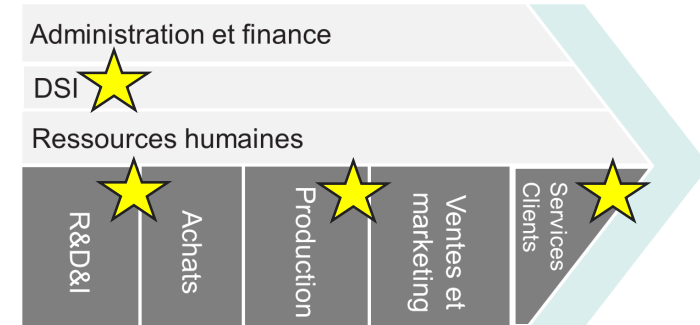 Administration et finance
DSI
Ressources humaines
R&D&I
Achats
Production
Ventes et
marketing
Services
Clients